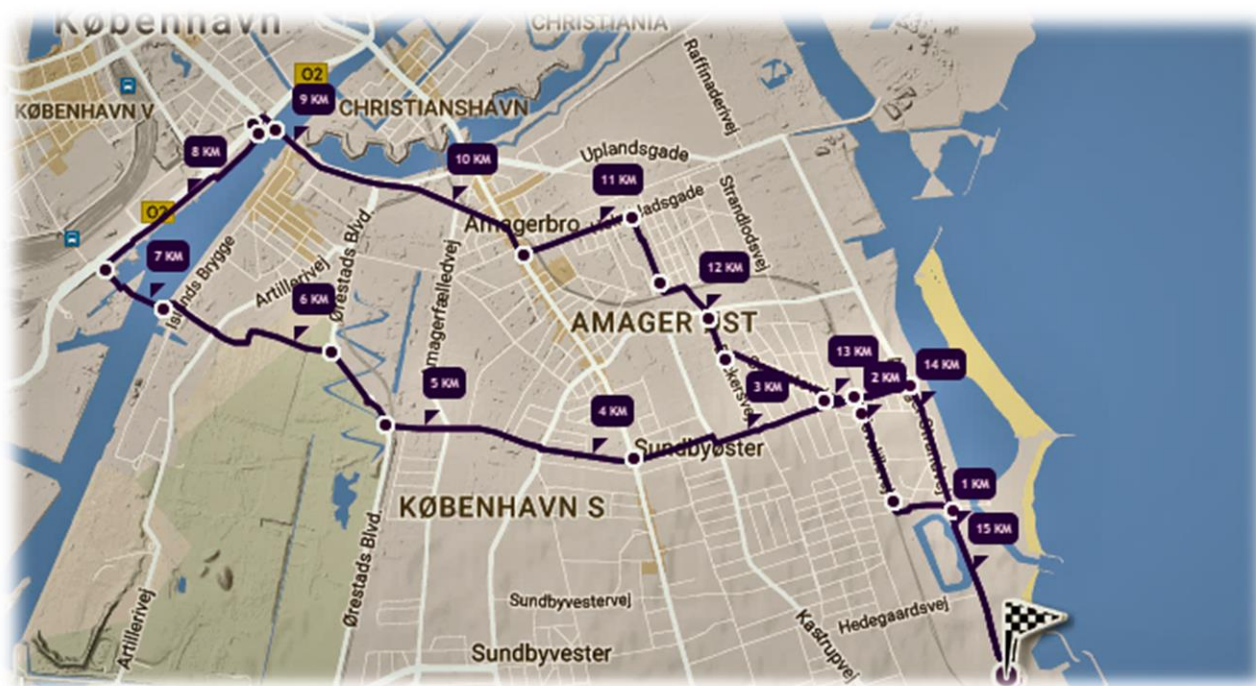 København
CHRISTIANIA
Raffinaderivej
O2
9 KM
CHRISTIANSHAVN
KØBENHAVN V
8 KM
10 KM
Uplandsgade
11 KM
Strandlodsvej
O2
Amagerbro
7 KM
Islands Brygge
Artillerivej
Ørestads Blvd.
6 KM
12 KM
AMAGER ØST
13 KM
2 KM
14 KM
3 KM
5 KM
4 KM
Sundbyøster
1 KM
KØBENHAVN S
15 KM
Ørestads Blvd.
Artillerivej
Sundbyvestervej
Hedegaardsvej
Kastrupvej
Sundbyvester